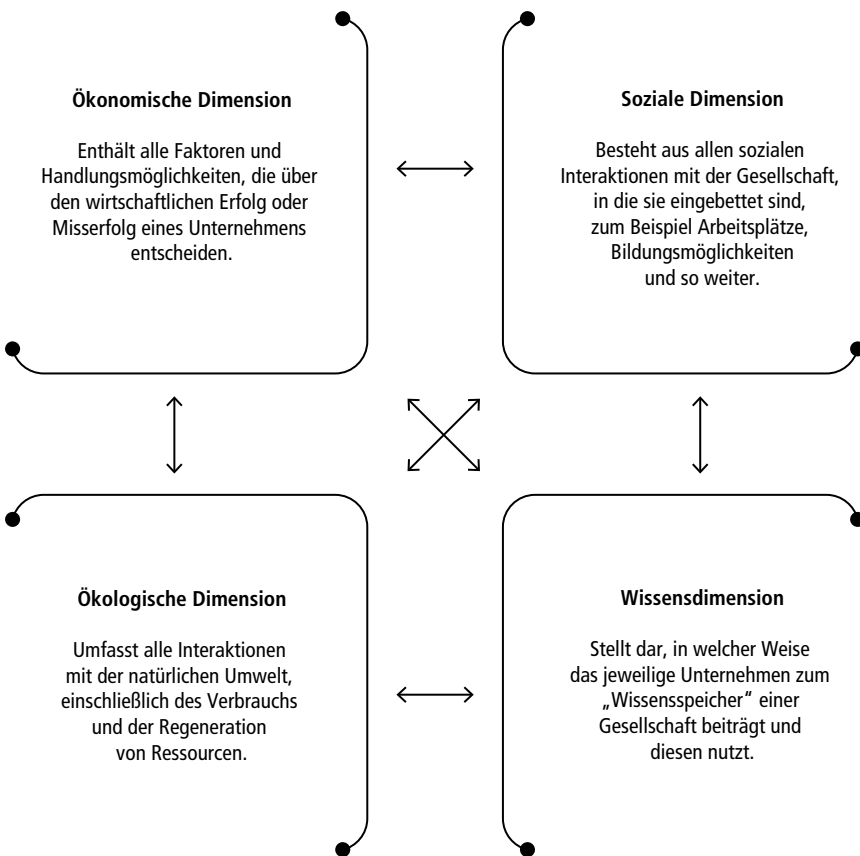 Ökonomische Dimension
Enthält alle Faktoren und
Handlungsmöglichkeiten, die über
den wirtschaftlichen Erfolg oder
Misserfolg eines Unternehmens
entscheiden.
Soziale Dimension
Besteht aus allen sozialen
Interaktionen mit der Gesellschaft,
in die sie eingebettet sind,
zum Beispiel Arbeitsplätze,
Bildungsmöglichkeiten
und so weiter.
Ökologische Dimension
Umfasst alle Interaktionen
mit der natürlichen Umwelt,
einschließlich des Verbrauchs
und der Regeneration
von Ressourcen.
Wissensdimension
Stellt dar, in welcher Weise
das jeweilige Unternehmen zum
„Wissensspeicher“ einer
Gesellschaft beiträgt und
diesen nutzt.